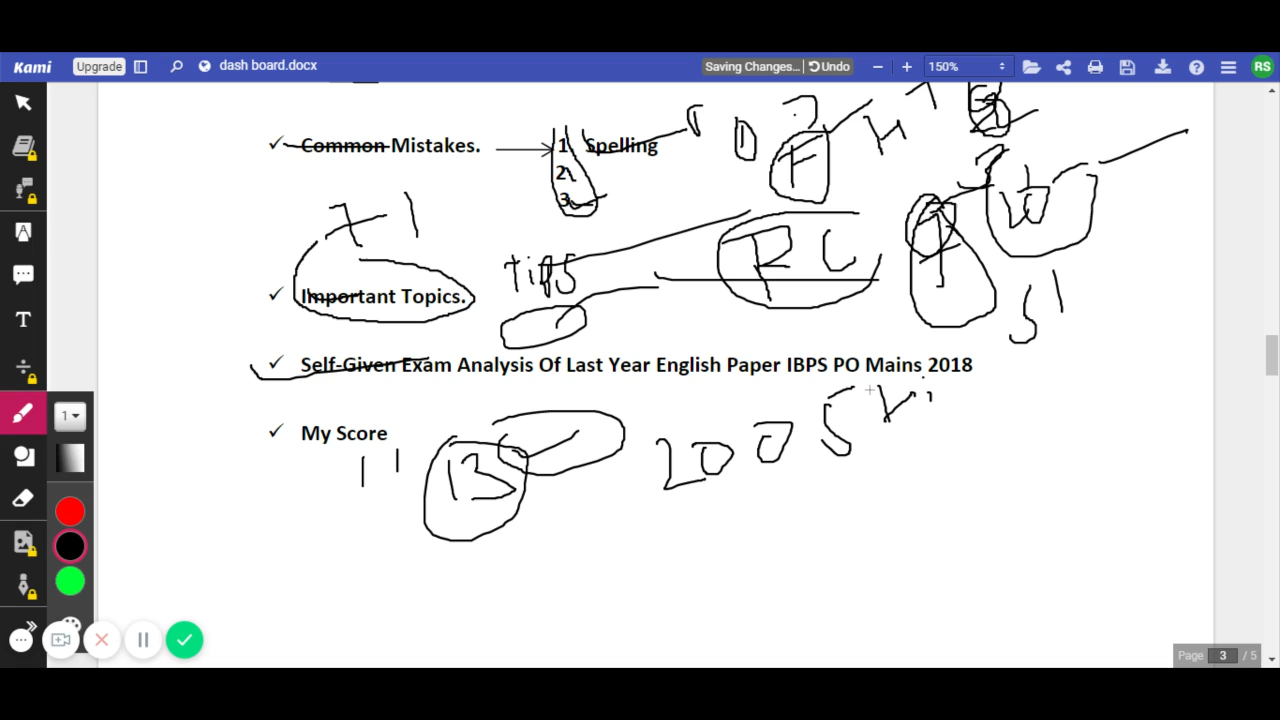 Kami Upgrade dash board.docx Saving Changes... Undo 150% RS
Common Mistakes. 1. Spelling
2.
3.
Tips RC
Important Topics.
Self-Given Exam Analysis Of Last Year English Paper IBPS PO Mains 2018
My Score
B 200
Page 3 / 5